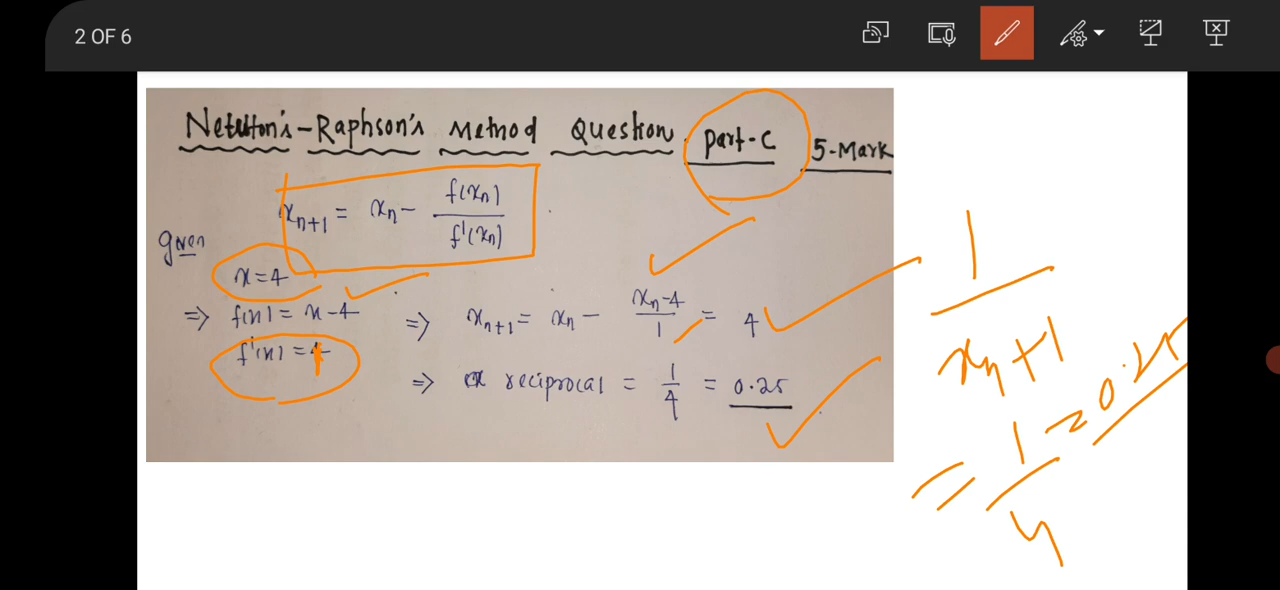 2 OF 6
Netwton's-Raphson's Method Question Part-C 5-Mark
xn+1 = xn - f(xn) / f'(xn)
given
x=4
=> f(x) = x-4
f'(x) = 1
=> xn+1 = xn - xn-4 / 1 = 4
=> reciprocal = 1/4 = 0.25
1 / xn+1
= 1/4 = 0.25